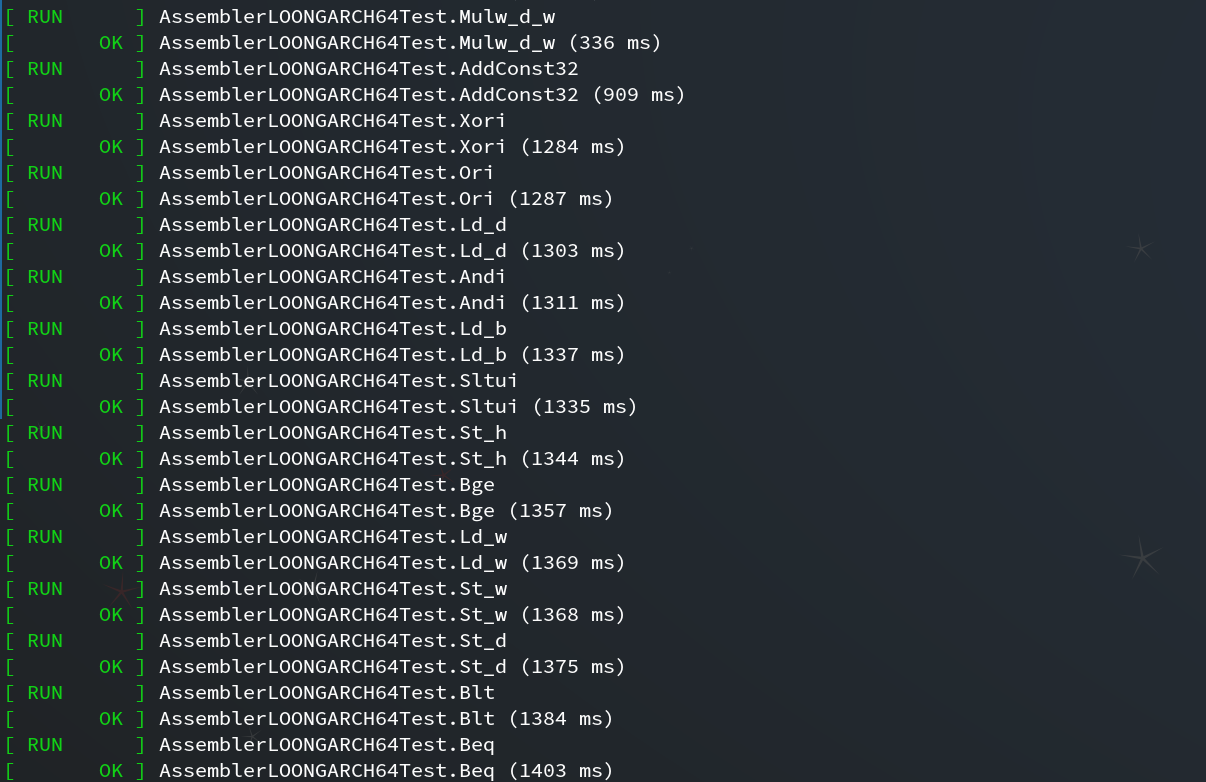 [ RUN      ] AssemblerLOONGARCH64Test.Mulw_d_w
[       OK ] AssemblerLOONGARCH64Test.Mulw_d_w (336 ms)
[ RUN      ] AssemblerLOONGARCH64Test.AddConst32
[       OK ] AssemblerLOONGARCH64Test.AddConst32 (909 ms)
[ RUN      ] AssemblerLOONGARCH64Test.Xori
[       OK ] AssemblerLOONGARCH64Test.Xori (1284 ms)
[ RUN      ] AssemblerLOONGARCH64Test.Ori
[       OK ] AssemblerLOONGARCH64Test.Ori (1287 ms)
[ RUN      ] AssemblerLOONGARCH64Test.Ld_d
[       OK ] AssemblerLOONGARCH64Test.Ld_d (1303 ms)
[ RUN      ] AssemblerLOONGARCH64Test.Andi
[       OK ] AssemblerLOONGARCH64Test.Andi (1311 ms)
[ RUN      ] AssemblerLOONGARCH64Test.Ld_b
[       OK ] AssemblerLOONGARCH64Test.Ld_b (1337 ms)
[ RUN      ] AssemblerLOONGARCH64Test.Sltui
[       OK ] AssemblerLOONGARCH64Test.Sltui (1335 ms)
[ RUN      ] AssemblerLOONGARCH64Test.St_h
[       OK ] AssemblerLOONGARCH64Test.St_h (1344 ms)
[ RUN      ] AssemblerLOONGARCH64Test.Bge
[       OK ] AssemblerLOONGARCH64Test.Bge (1357 ms)
[ RUN      ] AssemblerLOONGARCH64Test.Ld_w
[       OK ] AssemblerLOONGARCH64Test.Ld_w (1369 ms)
[ RUN      ] AssemblerLOONGARCH64Test.St_w
[       OK ] AssemblerLOONGARCH64Test.St_w (1368 ms)
[ RUN      ] AssemblerLOONGARCH64Test.St_d
[       OK ] AssemblerLOONGARCH64Test.St_d (1375 ms)
[ RUN      ] AssemblerLOONGARCH64Test.Blt
[       OK ] AssemblerLOONGARCH64Test.Blt (1384 ms)
[ RUN      ] AssemblerLOONGARCH64Test.Beq
[       OK ] AssemblerLOONGARCH64Test.Beq (1403 ms)